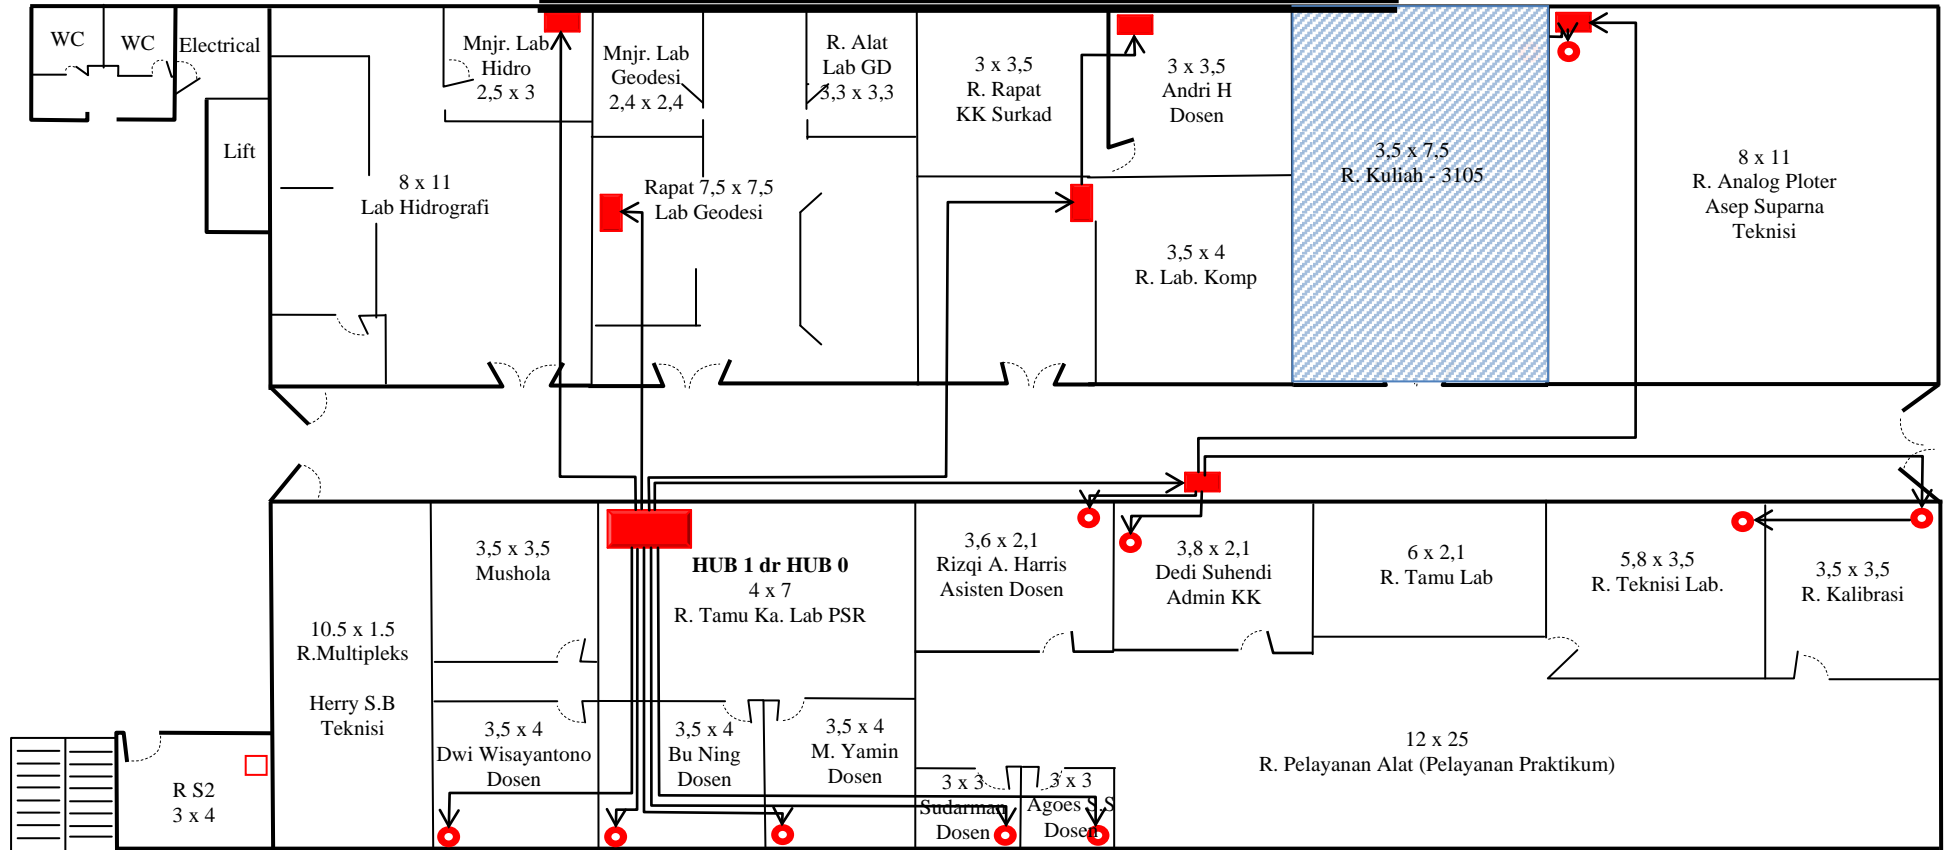 WC
WC
Electrical
Lift
8 x 11
Lab Hidrografi
Mnjr. Lab
Hidro
2,5 x 3
Mnjr. Lab
Geodesi
2,4 x 2,4
R. Alat
Lab GD
3,3 x 3,3
Rapat 7,5 x 7,5
Lab Geodesi
3 x 3,5
R. Rapat
KK Surkad
3 x 3,5
Andri H
Dosen
3,5 x 4
R. Lab. Komp
3,5 x 7,5
R. Kuliah - 3105
8 x 11
R. Analog Ploter
Asep Suparna
Teknisi
10.5 x 1.5
R.Multipleks
Herry S.B
Teknisi
3,5 x 3,5
Mushola
HUB 1 dr HUB 0
4 x 7
R. Tamu Ka. Lab PSR
3,6 x 2,1
Rizqi A. Harris
Asisten Dosen
3,8 x 2,1
Dedi Suhendi
Admin KK
6 x 2,1
R. Tamu Lab
5,8 x 3,5
R. Teknisi Lab.
3,5 x 3,5
R. Kalibrasi
R S2
3 x 4
3,5 x 4
Dwi Wisayantono
Dosen
3,5 x 4
Bu Ning
Dosen
3,5 x 4
M. Yamin
Dosen
3 x 3
Sudarman
Dosen
3 x 3
Agoes S.S
Dosen
12 x 25
R. Pelayanan Alat (Pelayanan Praktikum)